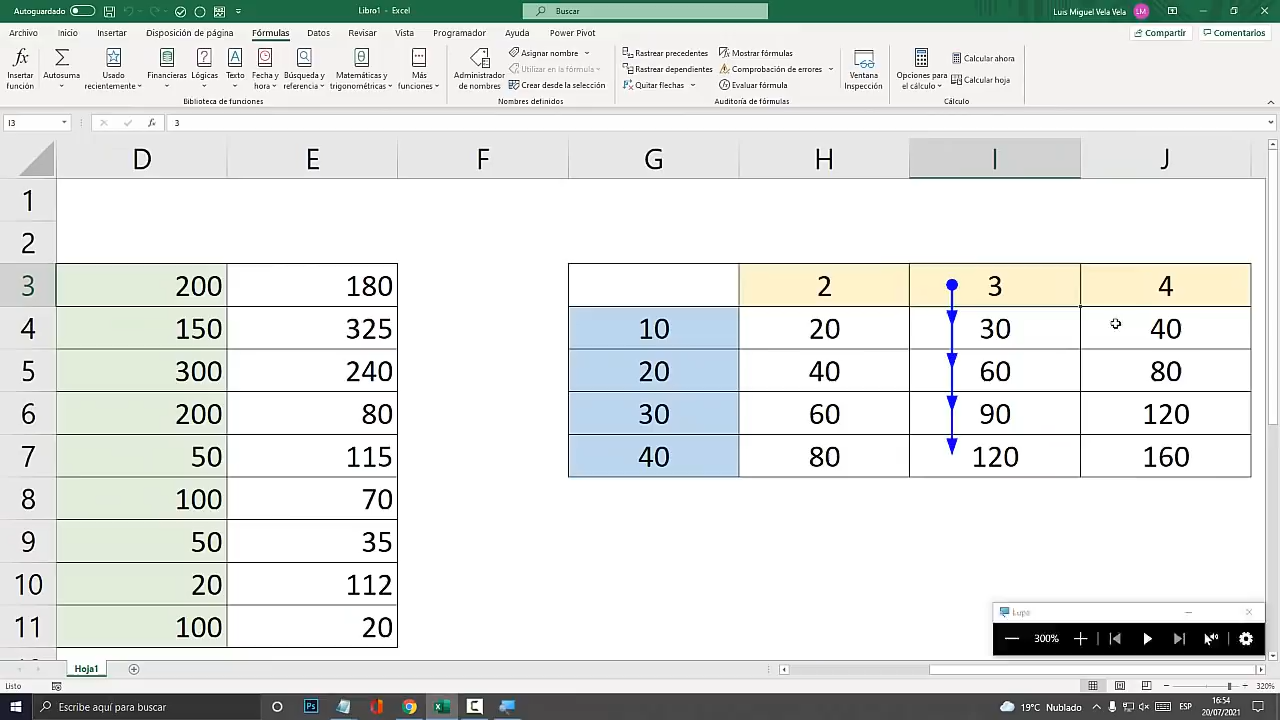 Autoguardado
Libro1 - Excel
Buscar
Luis Miguel Vela Vela LM
Archivo Inicio Insertar Disposición de página Fórmulas Datos Revisar Vista Programador Ayuda Power Pivot
Compartir Comentarios
fx Insertar función
Autosuma
Usado recientemente
Financieras
Lógicas
Texto
Fecha y hora
Búsqueda y referencia
Matemáticas y trigonométricas
Más funciones
Biblioteca de funciones
Administrador de nombres
Asignar nombre
Utilizar en la fórmula
Crear desde la selección
Nombres definidos
Rastrear precedentes
Rastrear dependientes
Quitar flechas
Mostrar fórmulas
Comprobación de errores
Evaluar fórmula
Auditoría de fórmulas
Ventana Inspección
Opciones para el cálculo
Calcular ahora
Calcular hoja
Cálculo
I3 fx 3
D E F G H I J
1
2
3 200 180 2 3 4
4 150 325 10 20 30 40
5 300 240 20 40 60 80
6 200 80 30 60 90 120
7 50 115 40 80 120 160
8 100 70
9 50 35
10 20 112
11 100 20
Lupa
300%
Hoja1
Listo
320%
Escribe aquí para buscar
Ps
19°C Nublado
ESP
16:54
20/07/2021